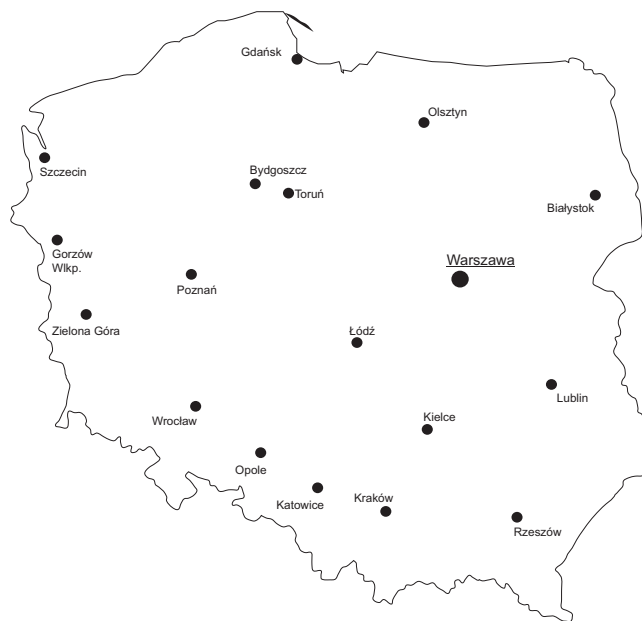 Gdańsk
Olsztyn
Szczecin
Bydgoszcz
Toruń
Białystok
Gorzów
Wlkp.
Warszawa
Poznań
Zielona Góra
Łódź
Lublin
Wrocław
Kielce
Opole
Katowice
Kraków
Rzeszów